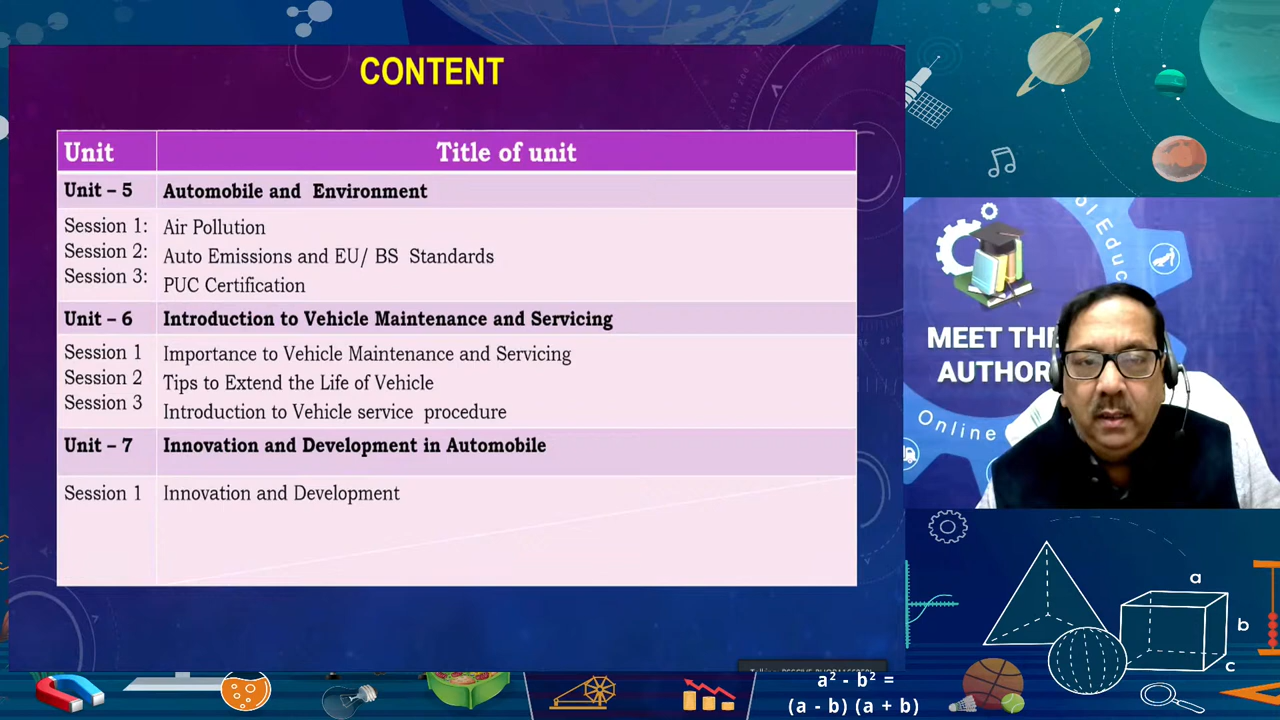 CONTENT
Unit Title of unit
Unit – 5 Automobile and Environment
Session 1: Air Pollution
Session 2: Auto Emissions and EU/ BS Standards
Session 3: PUC Certification
Unit – 6 Introduction to Vehicle Maintenance and Servicing
Session 1 Importance to Vehicle Maintenance and Servicing
Session 2 Tips to Extend the Life of Vehicle
Session 3 Introduction to Vehicle service procedure
Unit – 7 Innovation and Development in Automobile
Session 1 Innovation and Development
MEET THE
AUTHOR
Online
a
b
c
a² - b² =
(a - b) (a + b)